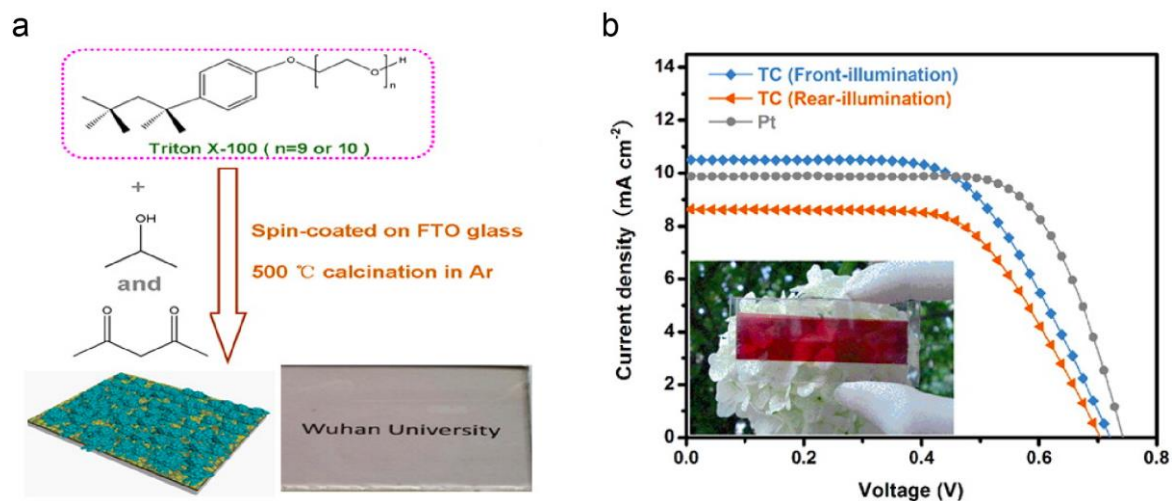 a
Triton X-100 ( n=9 or 10 )
O
O
H
n
+
OH
and
O
O
Spin-coated on FTO glass
500 ℃ calcination in Ar
Wuhan University
b
14
12
10
8
6
4
2
0
Current density （mA cm-2)
TC (Front-illumination)
TC (Rear-illumination)
Pt
0.0
0.2
0.4
0.6
0.8
Voltage (V)